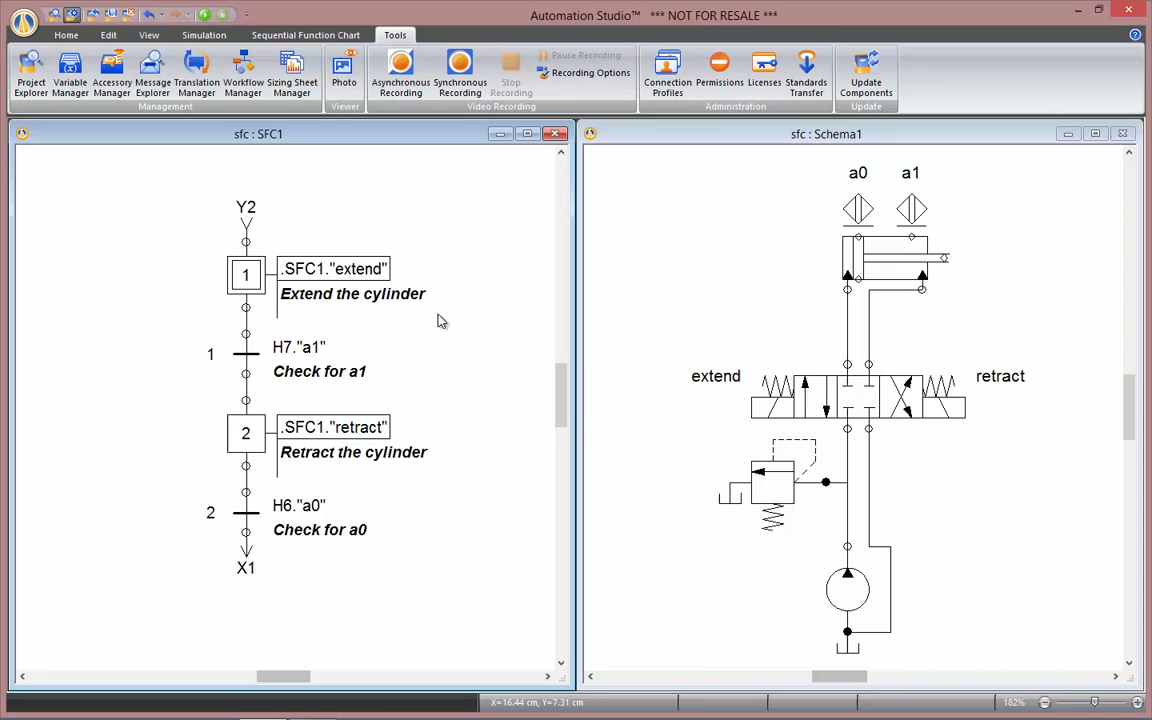 Automation Studio™ *** NOT FOR RESALE ***
Home Edit View Simulation Sequential Function Chart Tools
Project Explorer
Variable Manager
Accessory Manager
Message Explorer
Translation Manager
Workflow Manager
Sizing Sheet Manager
Management
Photo
Viewer
Asynchronous Recording
Synchronous Recording
Stop Recording
Pause Recording
Recording Options
Video Recording
Connection Profiles
Permissions
Licenses
Standards Transfer
Administration
Update Components
Update
sfc : SFC1
Y2
1
.SFC1."extend"
Extend the cylinder
1
H7."a1"
Check for a1
2
.SFC1."retract"
Retract the cylinder
2
H6."a0"
Check for a0
X1
sfc : Schema1
a0 a1
extend
retract
X=16.44 cm, Y=7.31 cm
182%